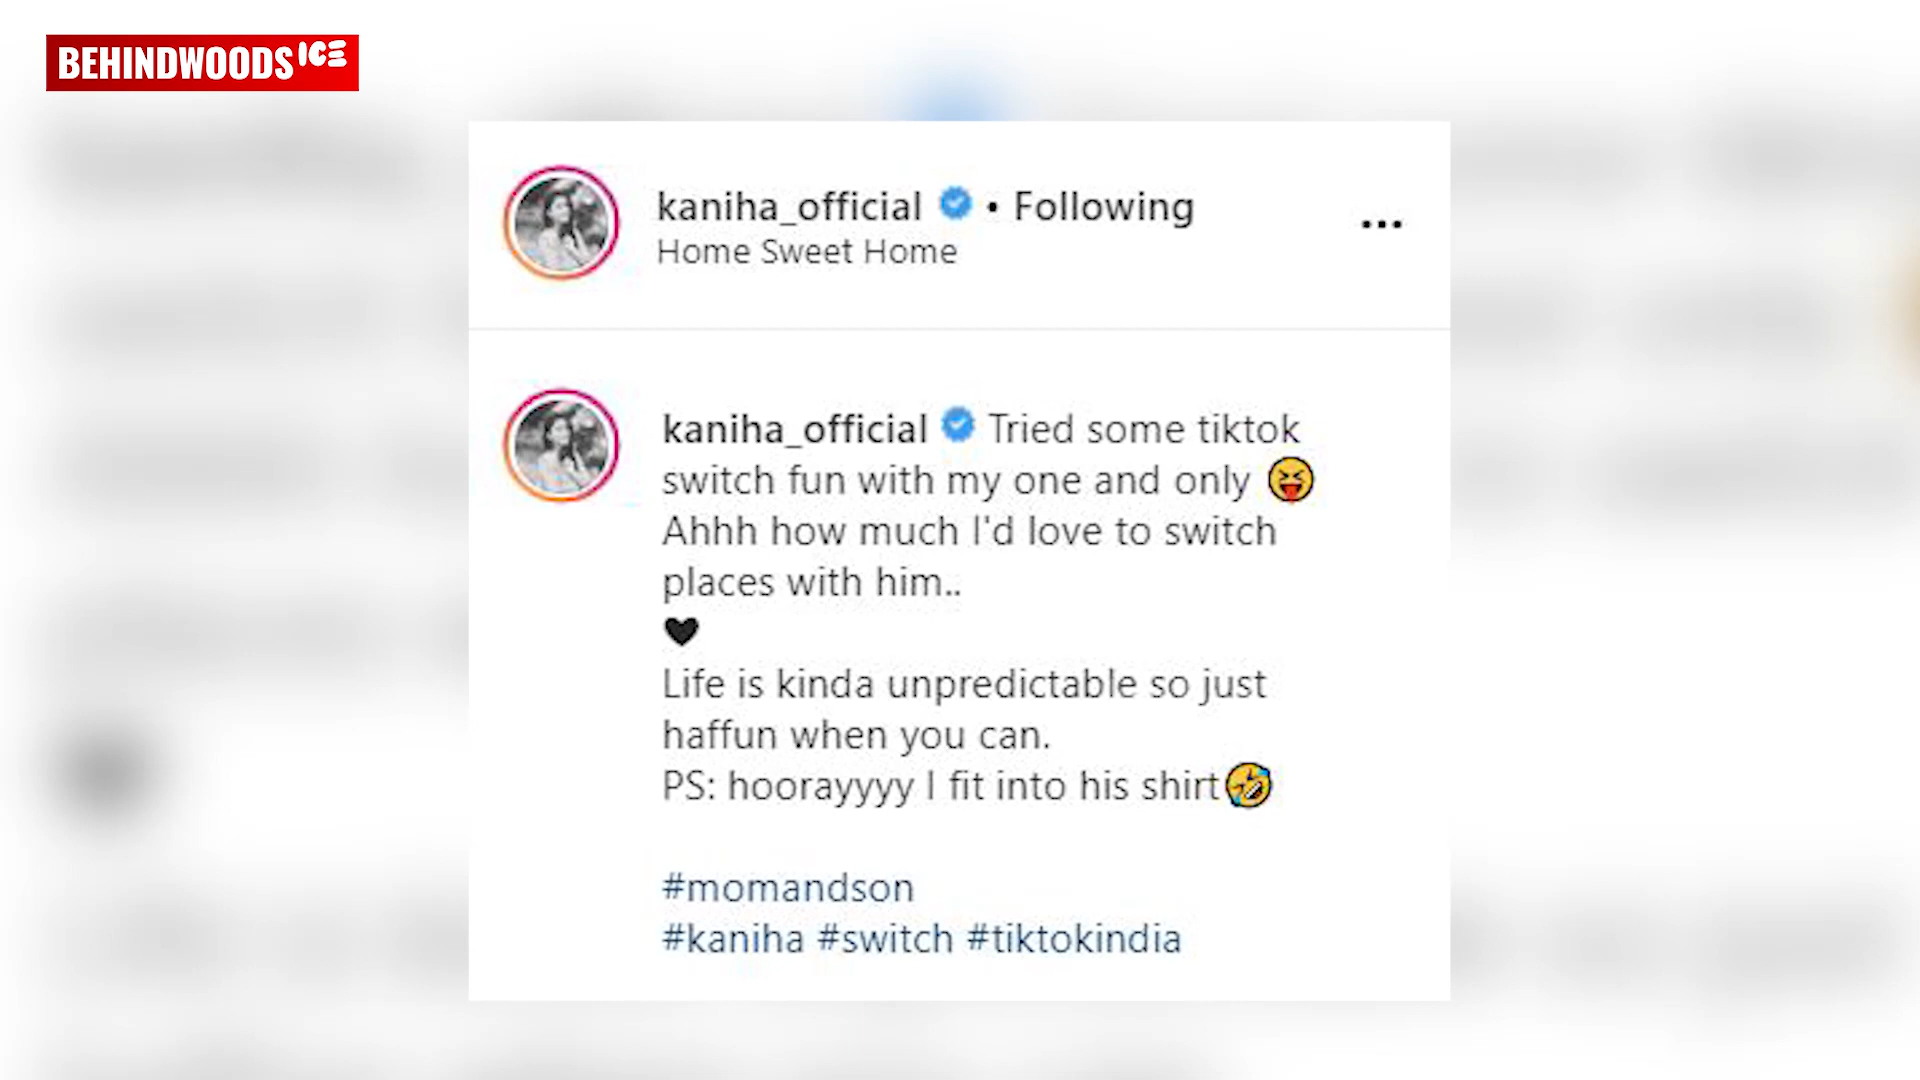 BEHINDWOODS ICE
kaniha_official • Following
Home Sweet Home
...
kaniha_official Tried some tiktok
switch fun with my one and only 😝
Ahhh how much I'd love to switch
places with him..
🖤
Life is kinda unpredictable so just
haffun when you can.
PS: hoorayyyy I fit into his shirt🤣
#momandson
#kaniha #switch #tiktokindia